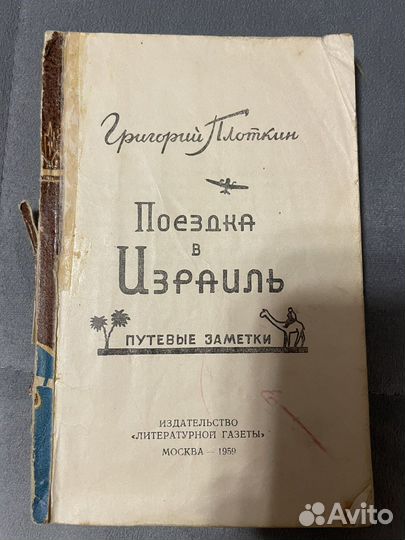 Григорий Плоткин
Поездка
в
Израиль
ПУТЕВЫЕ ЗАМЕТКИ
ИЗДАТЕЛЬСТВО
«ЛИТЕРАТУРНОЙ ГАЗЕТЫ»
МОСКВА — 1959
Avito